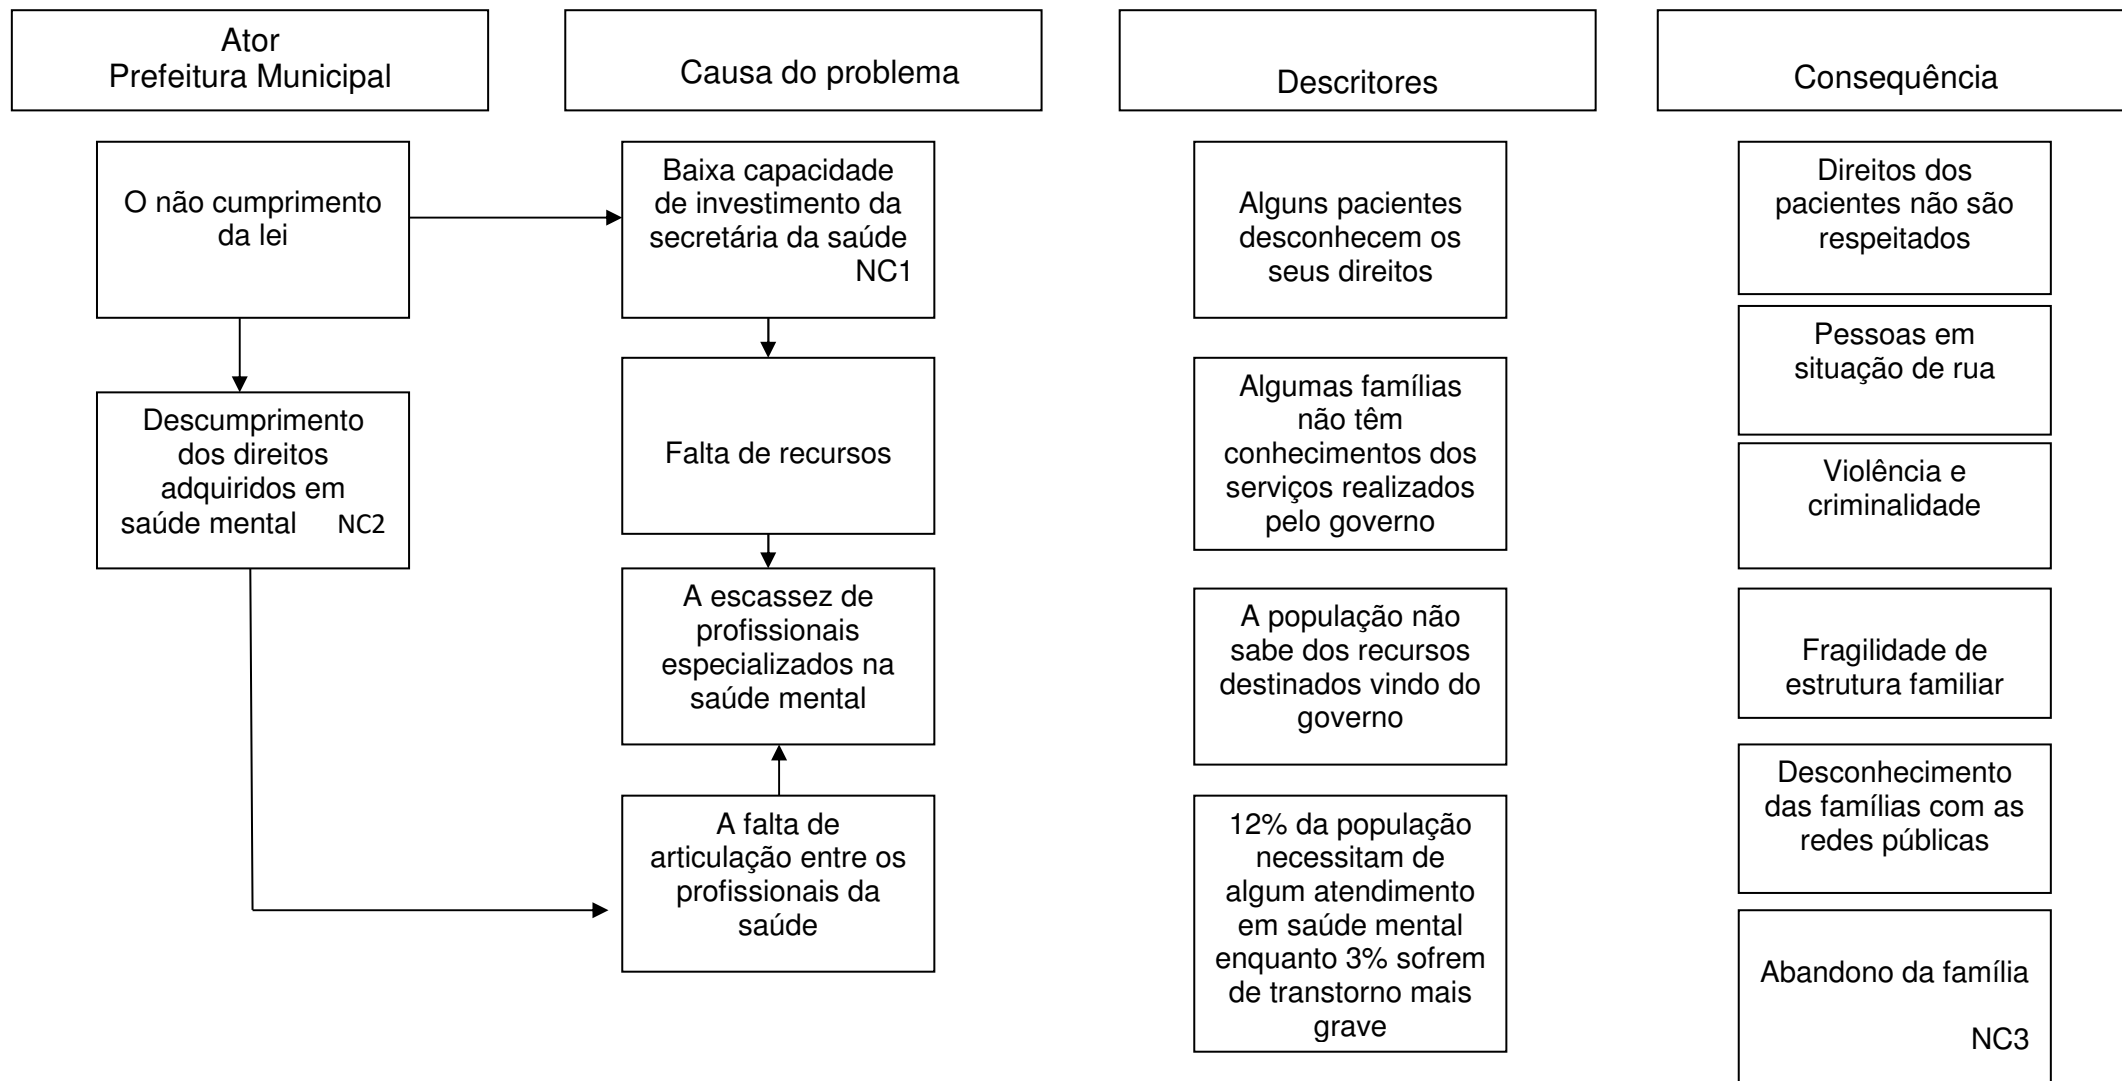 Ator
Prefeitura Municipal
Causa do problema
Descritores
Consequência
O não cumprimento
da lei
Descumprimento
dos direitos
adquiridos em
saúde mental NC2
Baixa capacidade
de investimento da
secretária da saúde
NC1
Falta de recursos
A escassez de
profissionais
especializados na
saúde mental
A falta de
articulação entre os
profissionais da
saúde
Alguns pacientes
desconhecem os
seus direitos
Algumas famílias
não têm
conhecimentos dos
serviços realizados
pelo governo
A população não
sabe dos recursos
destinados vindo do
governo
12% da população
necessitam de
algum atendimento
em saúde mental
enquanto 3% sofrem
de transtorno mais
grave
Direitos dos
pacientes não são
respeitados
Pessoas em
situação de rua
Violência e
criminalidade
Fragilidade de
estrutura familiar
Desconhecimento
das famílias com as
redes públicas
Abandono da família
NC3